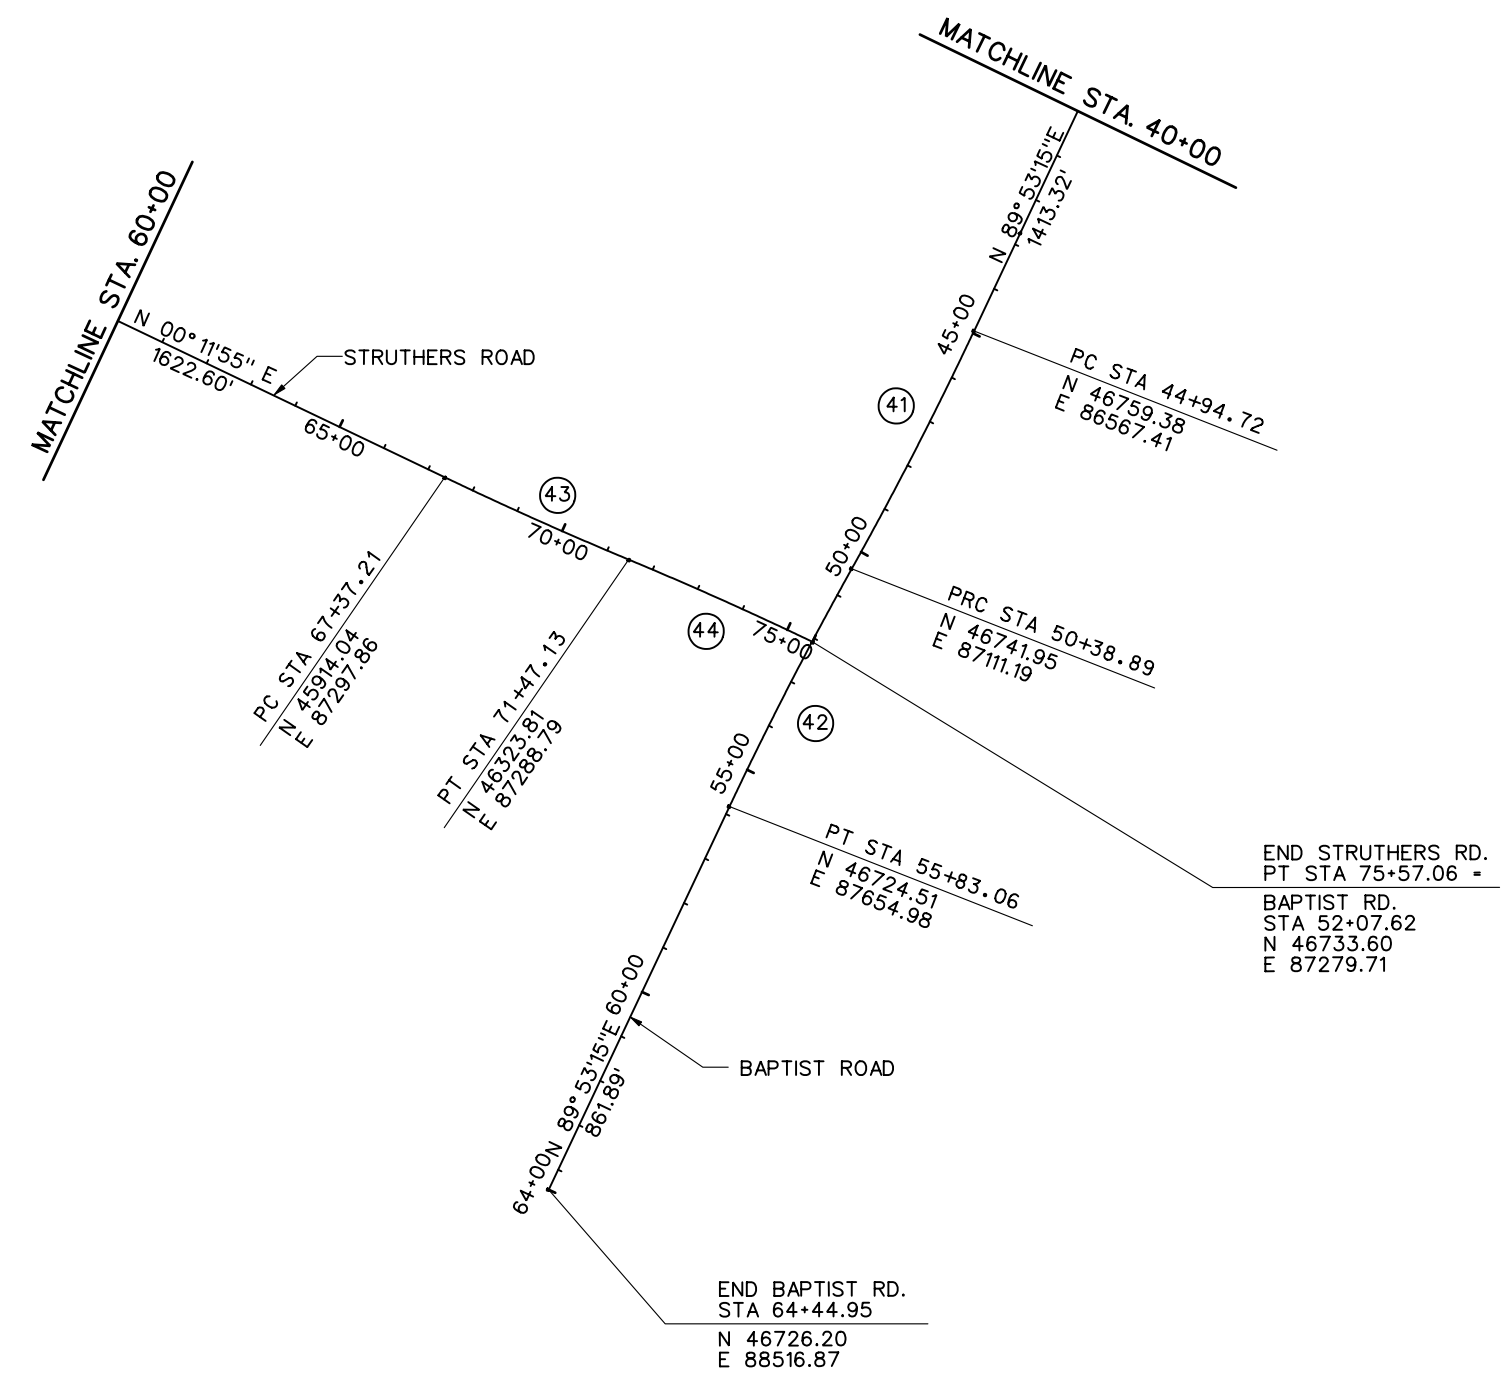 MATCHLINE STA. 40+00
N 89°53'15"E
1413.32'
MATCHLINE STA. 60+00
N 00°11'55" E
1622.60'
STRUTHERS ROAD
65+00
45+00
PC STA 44+94.72
N 46759.38
E 86567.41
41
43
70+00
50+00
PC STA 67+37.21
N 45914.04
E 87297.86
PRC STA 50+38.89
N 46741.95
E 87111.19
44
75+00
PT STA 71+47.13
N 46323.81
E 87288.79
42
55+00
PT STA 55+83.06
N 46724.51
E 87654.98
END STRUTHERS RD.
PT STA 75+57.06 =
BAPTIST RD.
STA 52+07.62
N 46733.60
E 87279.71
60+00
N 89°53'15"E
861.89'
BAPTIST ROAD
64+00
END BAPTIST RD.
STA 64+44.95
N 46726.20
E 88516.87